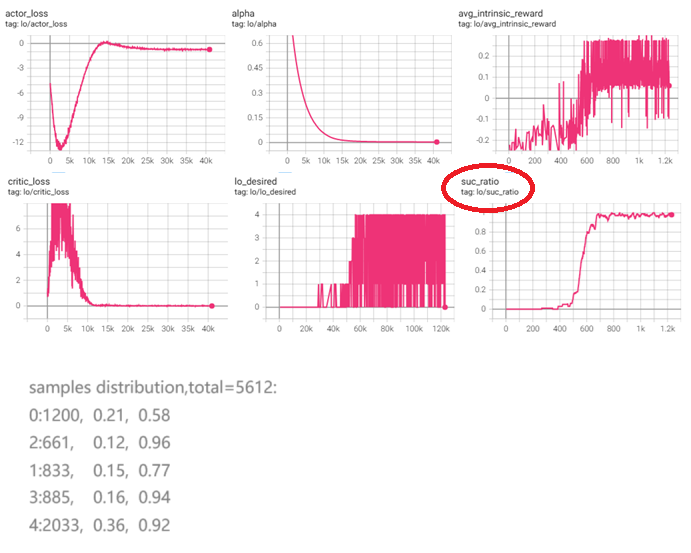 actor_loss
tag: lo/actor_loss
0
-3
-6
-9
-12
0 5k 10k 15k 20k 25k 30k 35k 40k
alpha
tag: lo/alpha
0.6
0.4
0.2
0
0 5k 10k 15k 20k 25k 30k 35k 40k
avg_intrinsic_reward
tag: lo/avg_intrinsic_reward
0.2
0.1
0
-0.1
-0.2
0 200 400 600 800 1k 1.2k
critic_loss
tag: lo/critic_loss
6
4
2
0
0 5k 10k 15k 20k 25k 30k 35k 40k
lo_desired
tag: lo/lo_desired
4
3
2
1
0
0 20k 40k 60k 80k 100k 120k
suc_ratio
tag: lo/suc_ratio
0.8
0.6
0.4
0.2
0
0 200 400 600 800 1k 1.2k
samples distribution,total=5612:
0:1200, 0.21, 0.58
2:661, 0.12, 0.96
1:833, 0.15, 0.77
3:885, 0.16, 0.94
4:2033, 0.36, 0.92